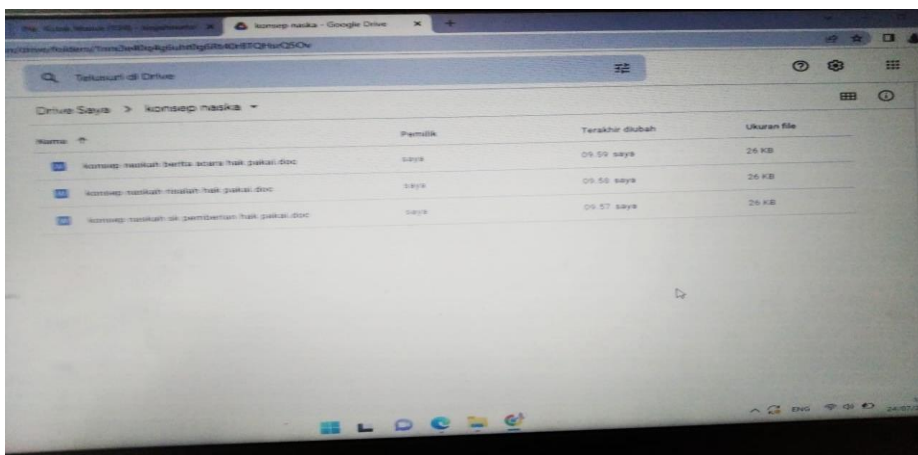 konsep naska - Google Drive
Telusuri di Drive
Drive Saya > konsep naska
Nama Pemilik Terakhir diubah Ukuran file
konsep naskah berita acara hak pakai.doc saya 09.59 saya 26 KB
konsep naskah risalah hak pakai.doc saya 09.58 saya 26 KB
konsep naskah sk pemberian hak pakai.doc saya 09.57 saya 26 KB
ENG